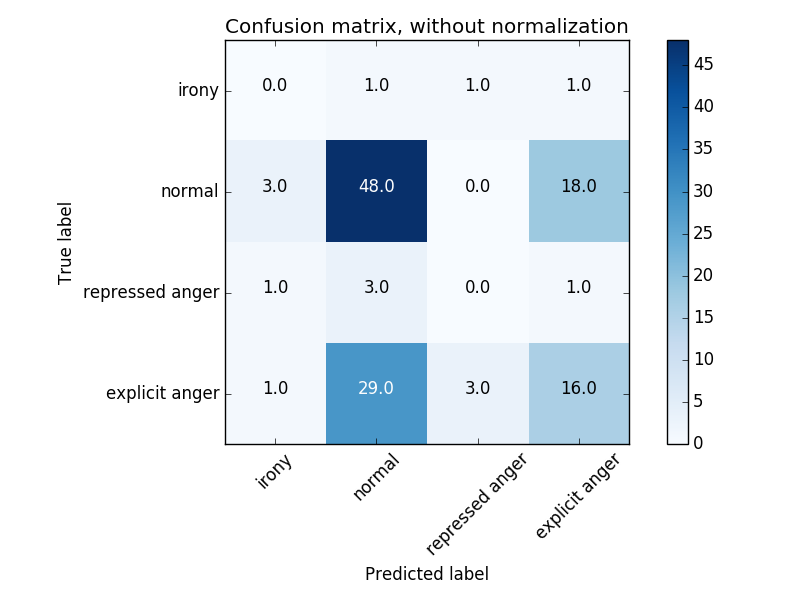 Confusion matrix, without normalization
irony 0.0 1.0 1.0 1.0
normal 3.0 48.0 0.0 18.0
repressed anger 1.0 3.0 0.0 1.0
explicit anger 1.0 29.0 3.0 16.0
True label
irony normal repressed anger explicit anger
Predicted label
45
40
35
30
25
20
15
10
5
0